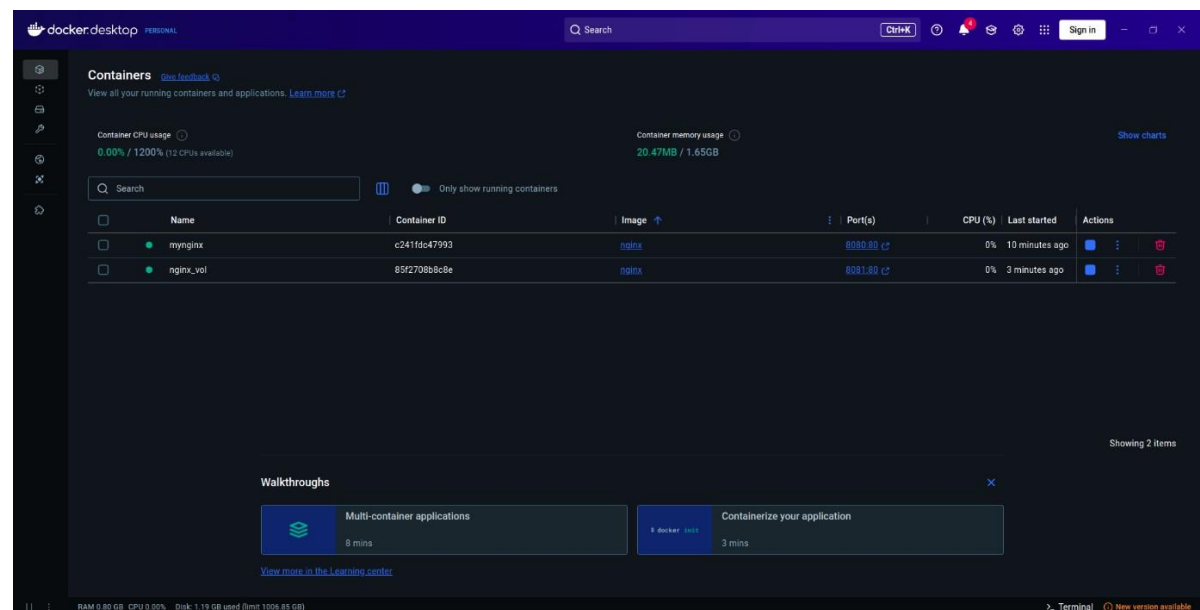 docker.desktop PERSONAL
Search
Ctrl+K
4
Sign in
Containers Give feedback
View all your running containers and applications. Learn more
Container CPU usage
0.00% / 1200% (12 CPUs available)
Container memory usage
20.47MB / 1.65GB
Show charts
Search
Only show running containers
Name Container ID Image Port(s) CPU (%) Last started Actions
mynginx c241fdc47993 nginx 8080:80 0% 10 minutes ago
nginx_vol 85f2708b8c8e nginx 8081:80 0% 3 minutes ago
Showing 2 items
Walkthroughs
Multi-container applications
8 mins
$ docker init
Containerize your application
3 mins
View more in the Learning center
RAM 0.80 GB CPU 0.00% Disk: 1.19 GB used (limit 1006.85 GB)
Terminal New version available